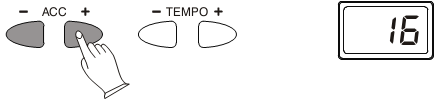 − ACC + − TEMPO + 16